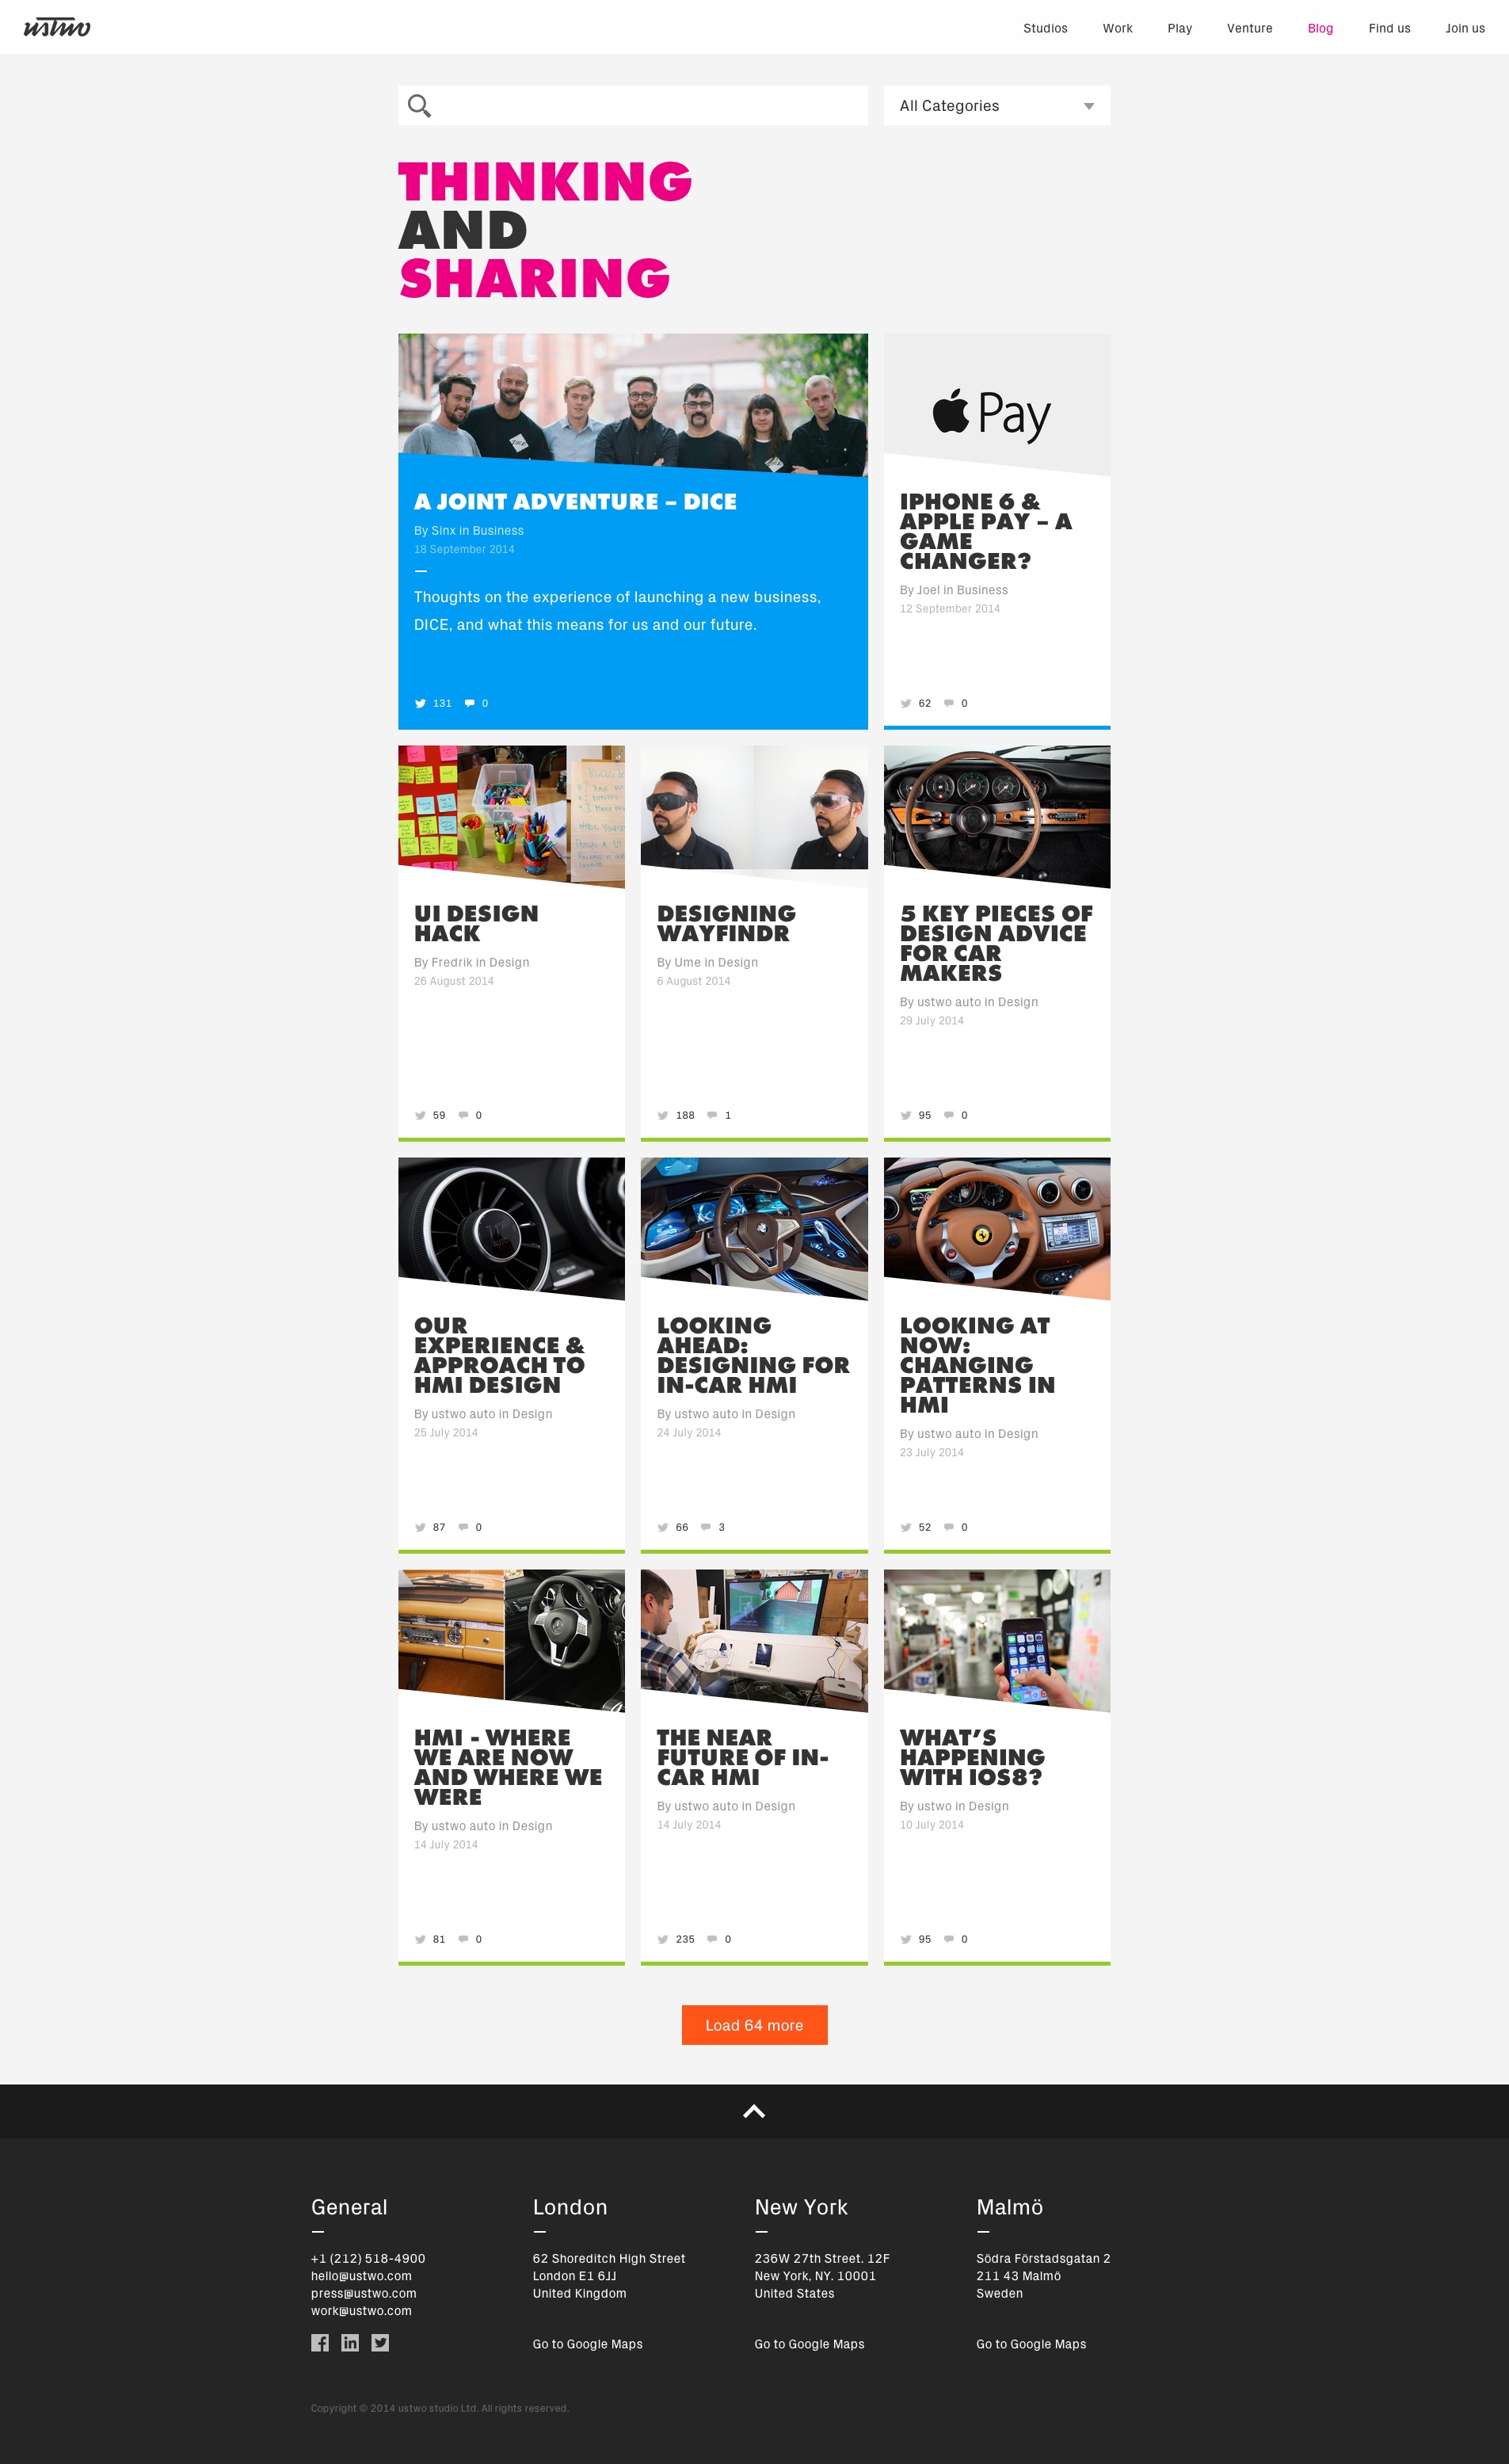 ustwo
Studios Work Play Venture Blog Find us Join us
All Categories
THINKING
AND
SHARING
Pay
A JOINT ADVENTURE – DICE
By Sinx in Business
18 September 2014
Thoughts on the experience of launching a new business,
DICE, and what this means for us and our future.
131 0
IPHONE 6 &
APPLE PAY – A
GAME
CHANGER?
By Joel in Business
12 September 2014
62 0
UI DESIGN
HACK
By Fredrik in Design
26 August 2014
59 0
DESIGNING
WAYFINDR
By Ume in Design
6 August 2014
188 1
5 KEY PIECES OF
DESIGN ADVICE
FOR CAR
MAKERS
By ustwo auto in Design
29 July 2014
95 0
OUR
EXPERIENCE &
APPROACH TO
HMI DESIGN
By ustwo auto in Design
25 July 2014
87 0
LOOKING
AHEAD:
DESIGNING FOR
IN-CAR HMI
By ustwo auto in Design
24 July 2014
66 3
LOOKING AT
NOW:
CHANGING
PATTERNS IN
HMI
By ustwo auto in Design
23 July 2014
52 0
HMI - WHERE
WE ARE NOW
AND WHERE WE
WERE
By ustwo auto in Design
14 July 2014
81 0
THE NEAR
FUTURE OF IN-
CAR HMI
By ustwo auto in Design
14 July 2014
235 0
WHAT’S
HAPPENING
WITH IOS8?
By ustwo in Design
10 July 2014
95 0
Load 64 more
General
+1 (212) 518-4900
hello@ustwo.com
press@ustwo.com
work@ustwo.com
London
62 Shoreditch High Street
London E1 6JJ
United Kingdom
Go to Google Maps
New York
236W 27th Street. 12F
New York, NY. 10001
United States
Go to Google Maps
Malmö
Södra Förstadsgatan 2
211 43 Malmö
Sweden
Go to Google Maps
Copyright © 2014 ustwo studio Ltd. All rights reserved.